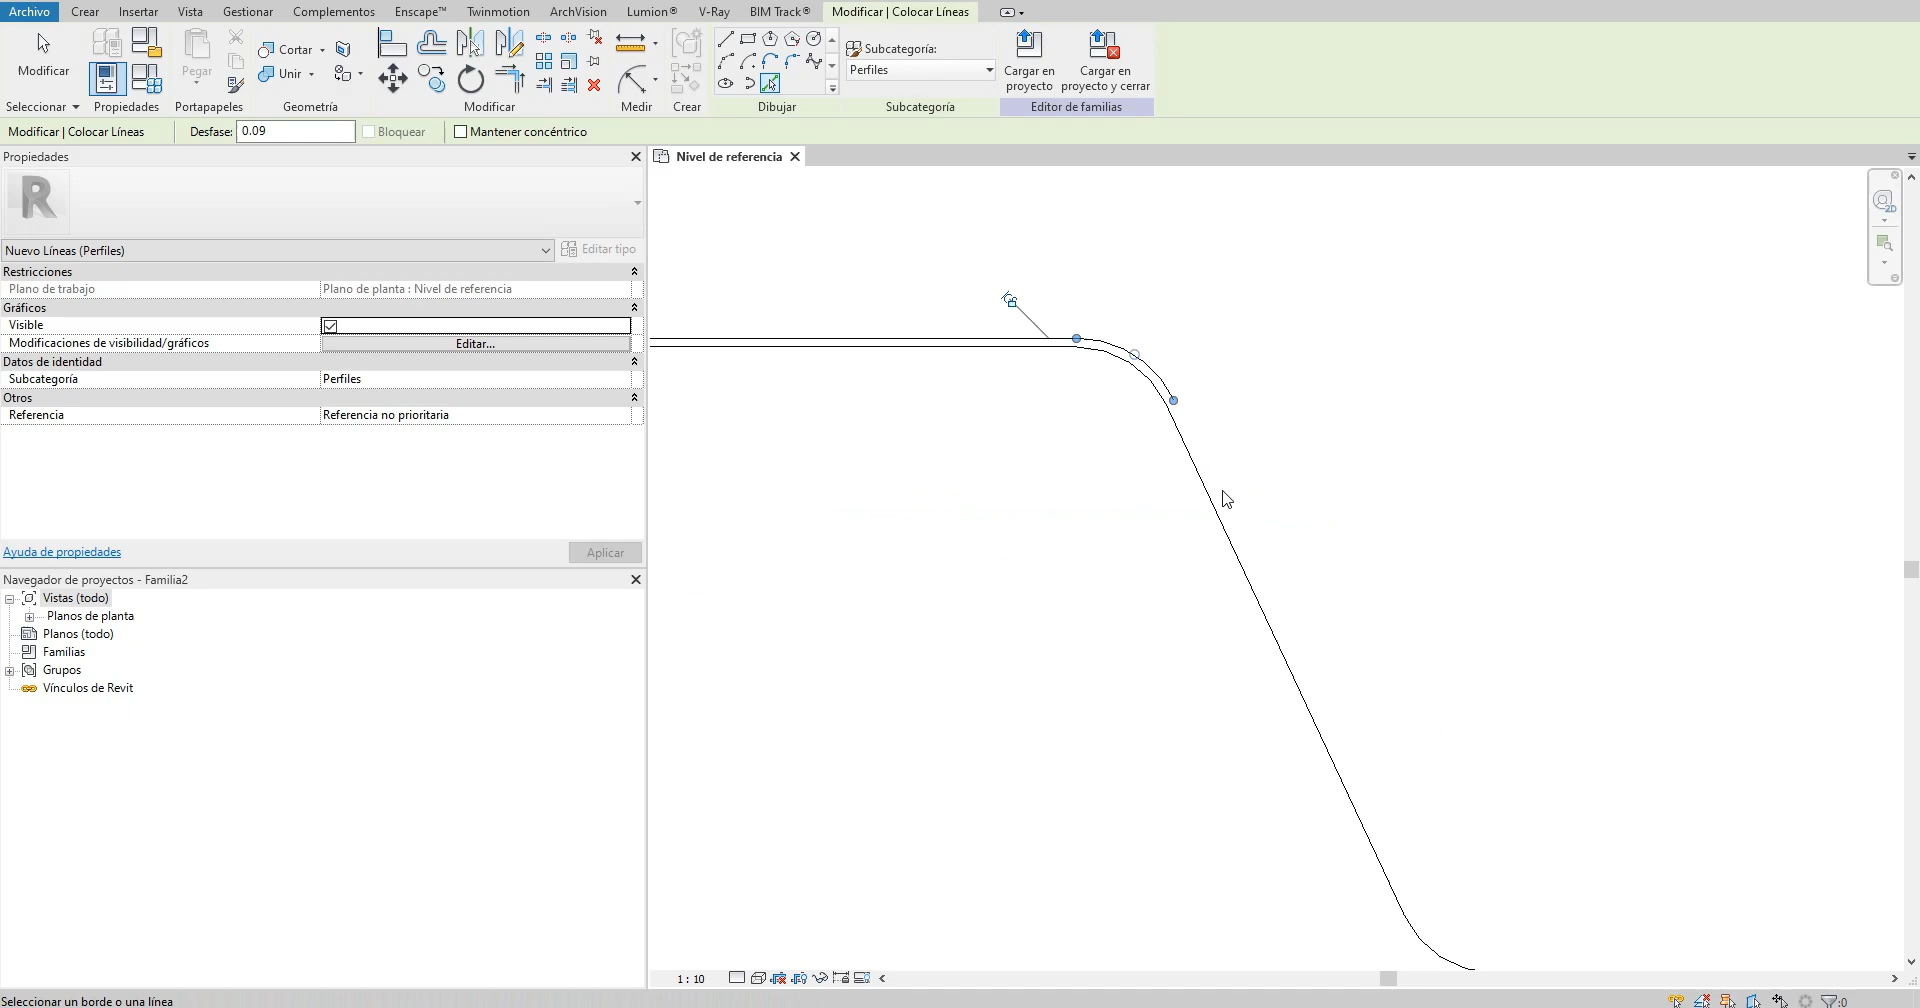 Archivo Crear Insertar Vista Gestionar Complementos Enscape™ Twinmotion ArchVision Lumion® V-Ray BIM Track® Modificar | Colocar Líneas
Modificar
Pegar
Cortar
Unir
Subcategoría:
Perfiles
Cargar en proyecto
Cargar en proyecto y cerrar
Seleccionar Propiedades Portapapeles Geometría Modificar Medir Crear Dibujar Subcategoría Editor de familias
Modificar | Colocar Líneas Desfase: 0.09 Bloquear Mantener concéntrico
Propiedades
Nivel de referencia
R
Nuevo Líneas (Perfiles) Editar tipo
Restricciones
Plano de trabajo Plano de planta : Nivel de referencia
Gráficos
Visible
Modificaciones de visibilidad/gráficos Editar...
Datos de identidad
Subcategoría Perfiles
Otros
Referencia Referencia no prioritaria
Ayuda de propiedades Aplicar
Navegador de proyectos - Familia2
Vistas (todo)
Planos de planta
Planos (todo)
Familias
Grupos
Vínculos de Revit
2D
1 : 10
Seleccionar un borde o una línea
:0